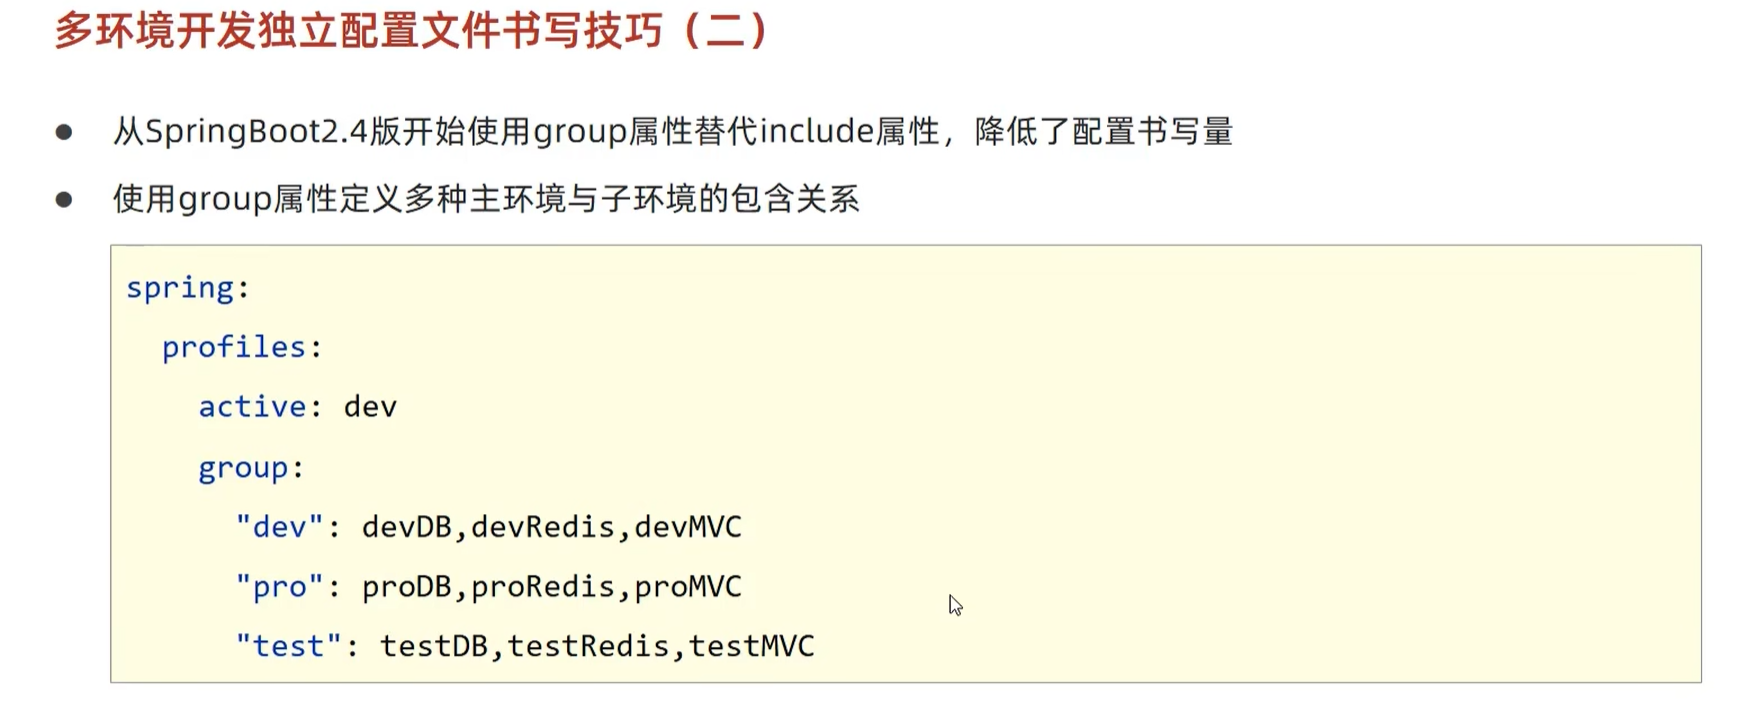 多环境开发独立配置文件书写技巧（二）
● 从SpringBoot2.4版开始使用group属性替代include属性，降低了配置书写量
● 使用group属性定义多种主环境与子环境的包含关系
spring:
  profiles:
    active: dev
    group:
      "dev": devDB,devRedis,devMVC
      "pro": proDB,proRedis,proMVC
      "test": testDB,testRedis,testMVC